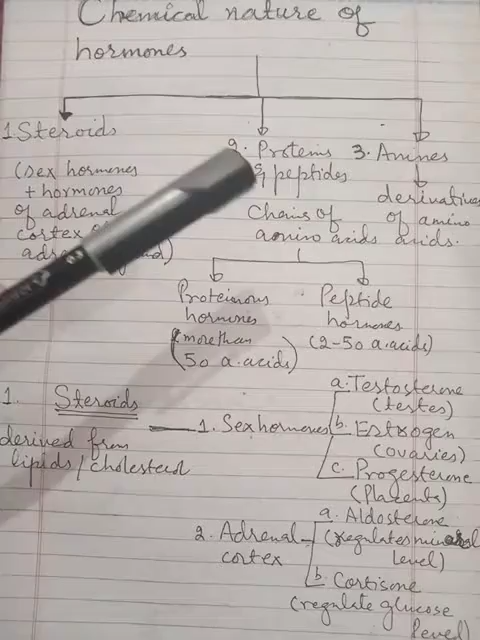 Chemical nature of
hormones
1. Steroids
(sex hormones
+ hormones
of adrenal
cortex
2. Proteins
& peptides
Chains of
amino acids
3. Amines
derivatives
of amino
acids.
Proteinous
hormones
(more than
50 a.acids)
Peptide
hormones
(2-50 a.acids)
1. Steroids
derived from
lipids/cholesterol
1. Sex hormones
a. Testosterone
(testes)
b. Estrogen
(ovaries)
c. Progesterone
(Placenta)
2. Adrenal
cortex
a. Aldosterone
(regulates mineral
level)
b. Cortisone
(regulate glucose
level)